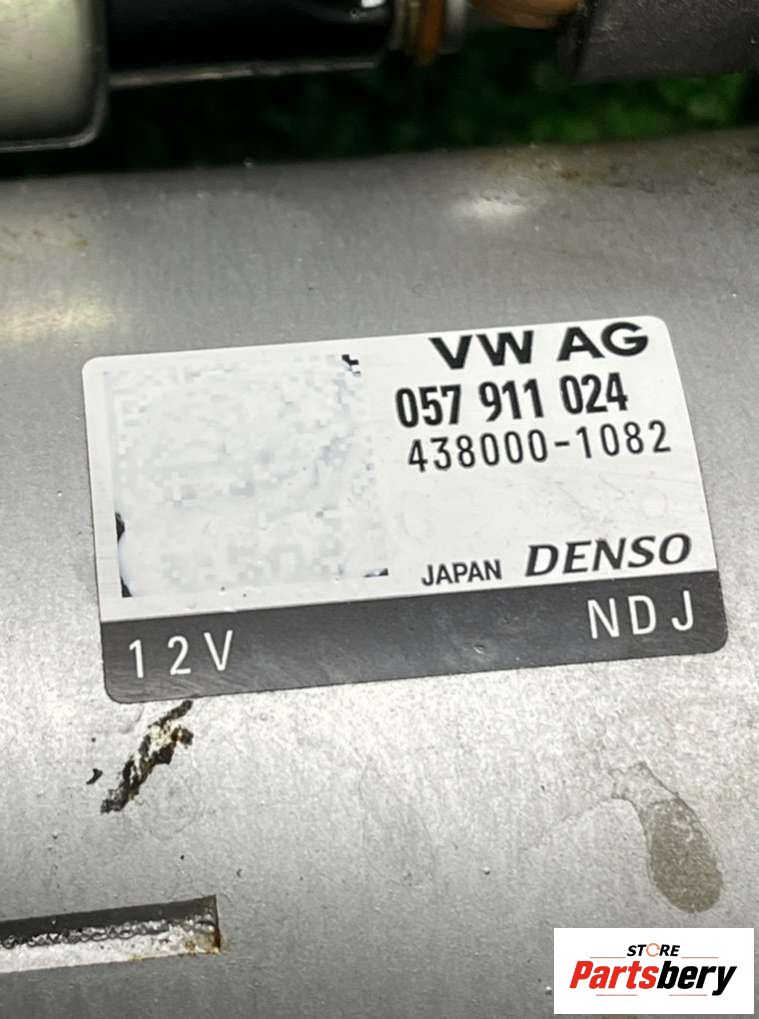 VW AG
057 911 024
438000-1082
JAPAN DENSO
12V NDJ
STORE
Partsbery